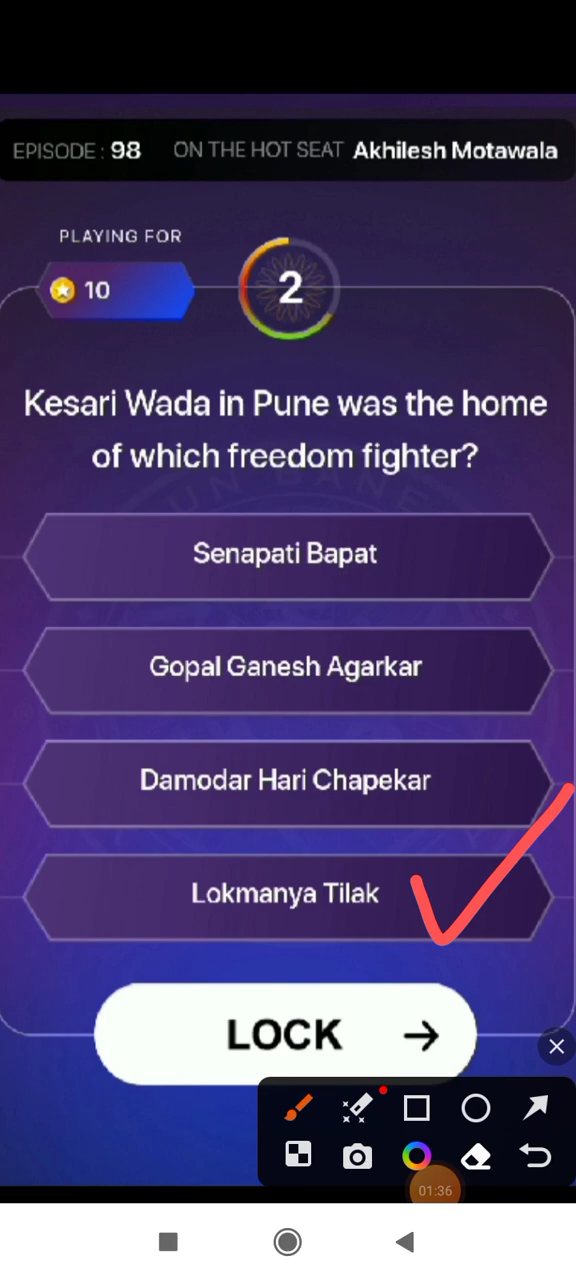 EPISODE : 98 ON THE HOT SEAT Akhilesh Motawala
PLAYING FOR
10
2
Kesari Wada in Pune was the home
of which freedom fighter?
Senapati Bapat
Gopal Ganesh Agarkar
Damodar Hari Chapekar
Lokmanya Tilak
LOCK
01:36